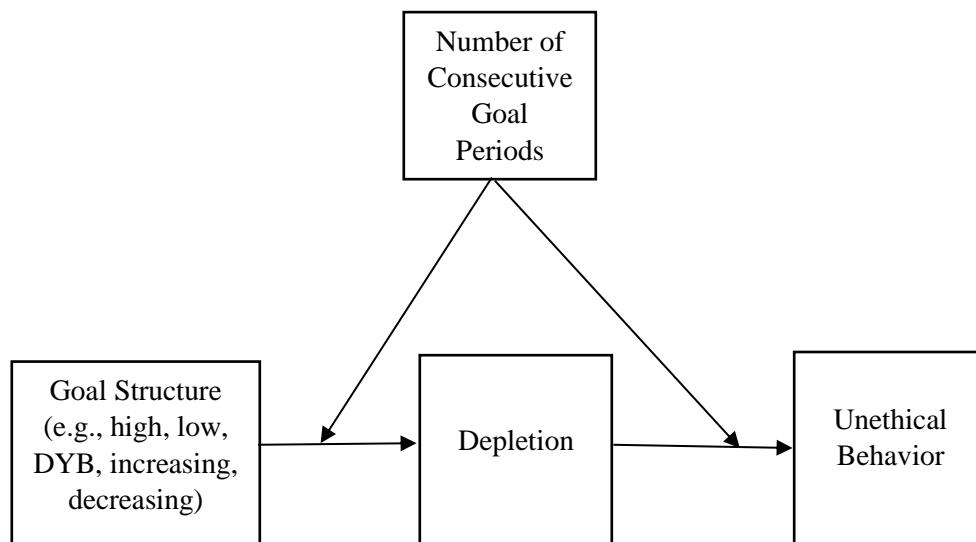 Number of
Consecutive
Goal
Periods
Goal Structure
(e.g., high, low,
DYB, increasing,
decreasing)
Depletion
Unethical
Behavior